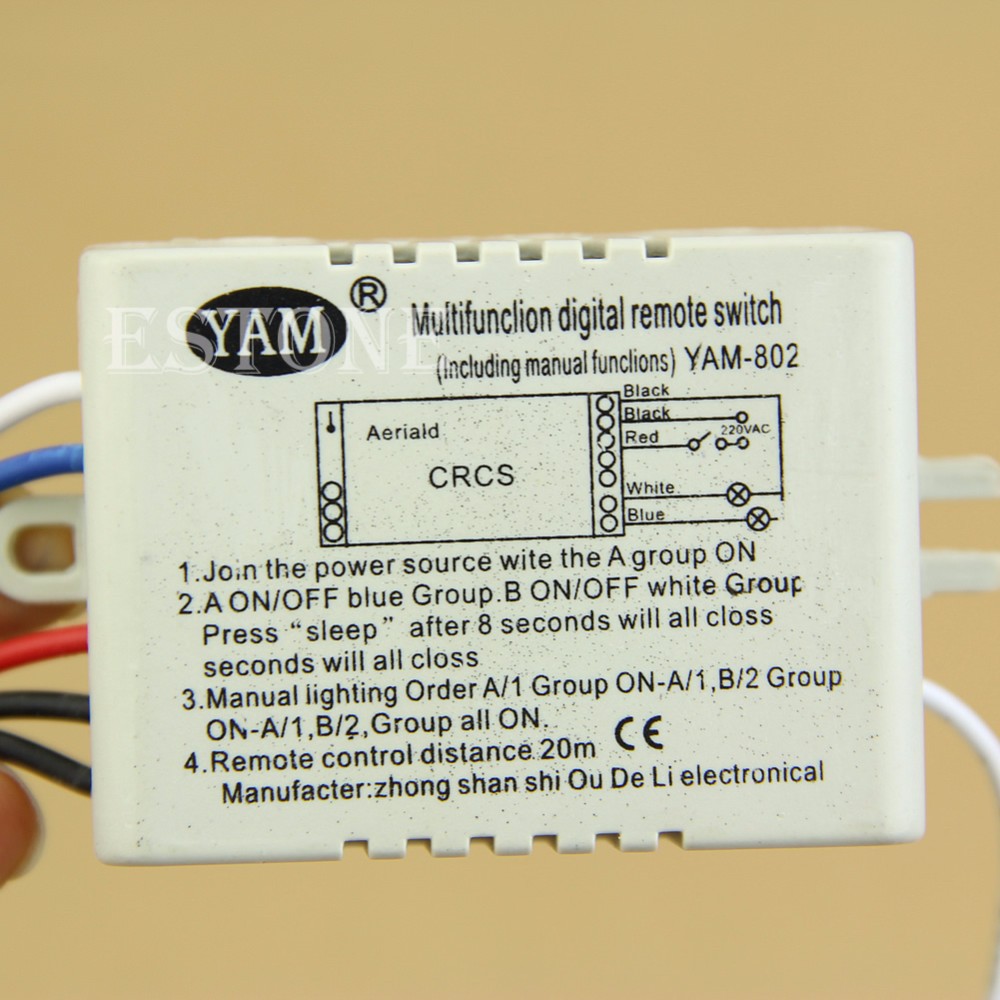 ESTONE
YAM ®
Multifunclion digital remote switch
(Including manual funclions) YAM-802
Black
Black
220VAC
Red
Aeriald
CRCS
White
Blue
1.Join the power source wite the A group ON
2.A ON/OFF blue Group.B ON/OFF white Group
Press “sleep” after 8 seconds will all closs
seconds will all closs
3.Manual lighting Order A/1 Group ON-A/1,B/2 Group
ON-A/1,B/2,Group all ON.
CE
4.Remote control distance 20m
Manufacter:zhong shan shi Ou De Li electronical